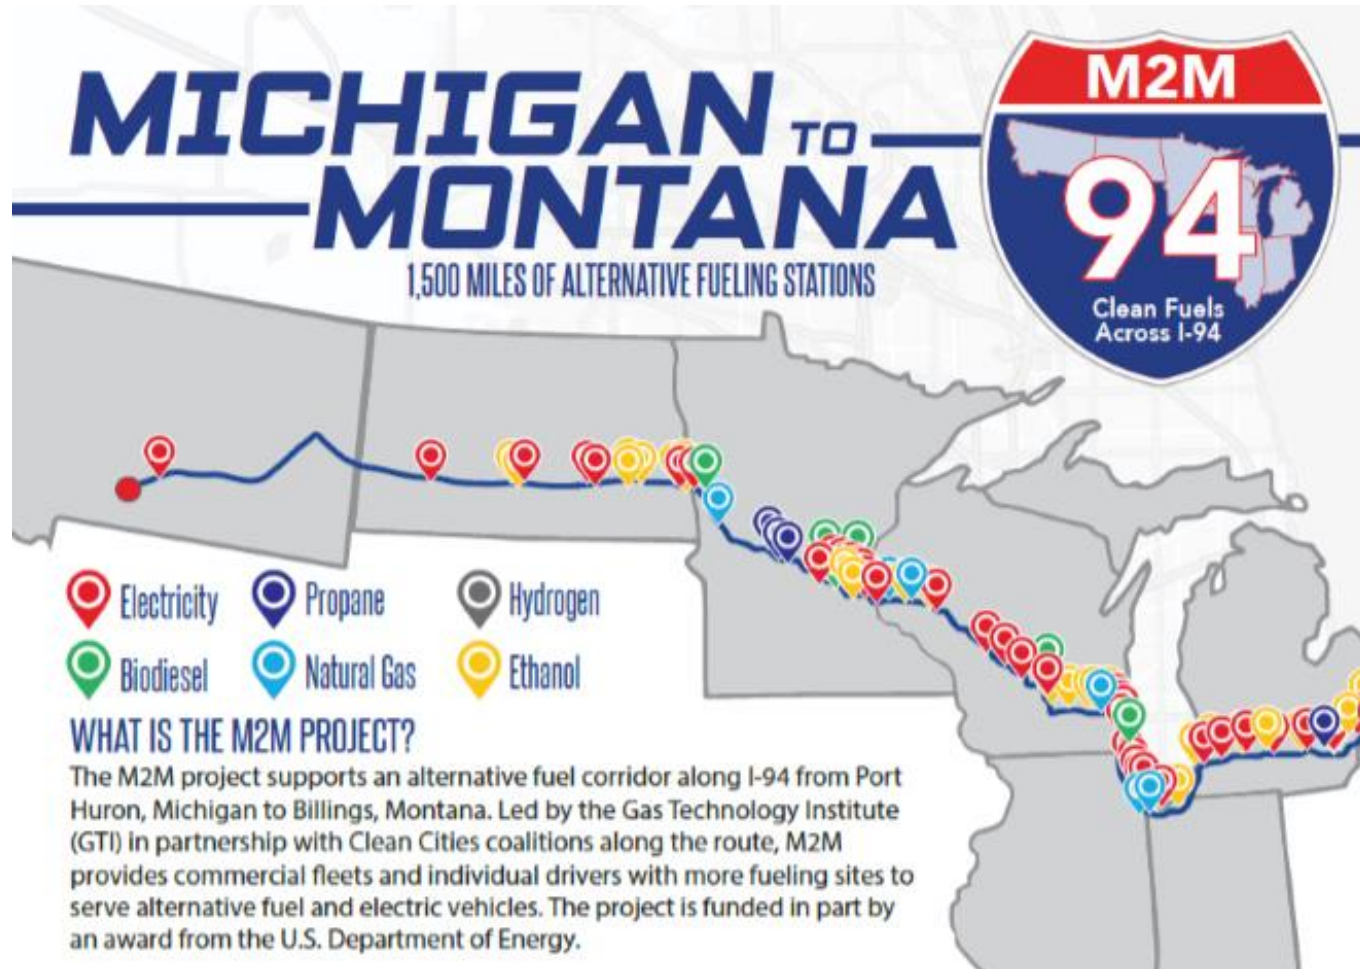 MICHIGAN TO
MONTANA
1,500 MILES OF ALTERNATIVE FUELING STATIONS
M2M
94
Clean Fuels
Across I-94
Electricity
Propane
Hydrogen
Biodiesel
Natural Gas
Ethanol
WHAT IS THE M2M PROJECT?
The M2M project supports an alternative fuel corridor along I-94 from Port
Huron, Michigan to Billings, Montana. Led by the Gas Technology Institute
(GTI) in partnership with Clean Cities coalitions along the route, M2M
provides commercial fleets and individual drivers with more fueling sites to
serve alternative fuel and electric vehicles. The project is funded in part by
an award from the U.S. Department of Energy.